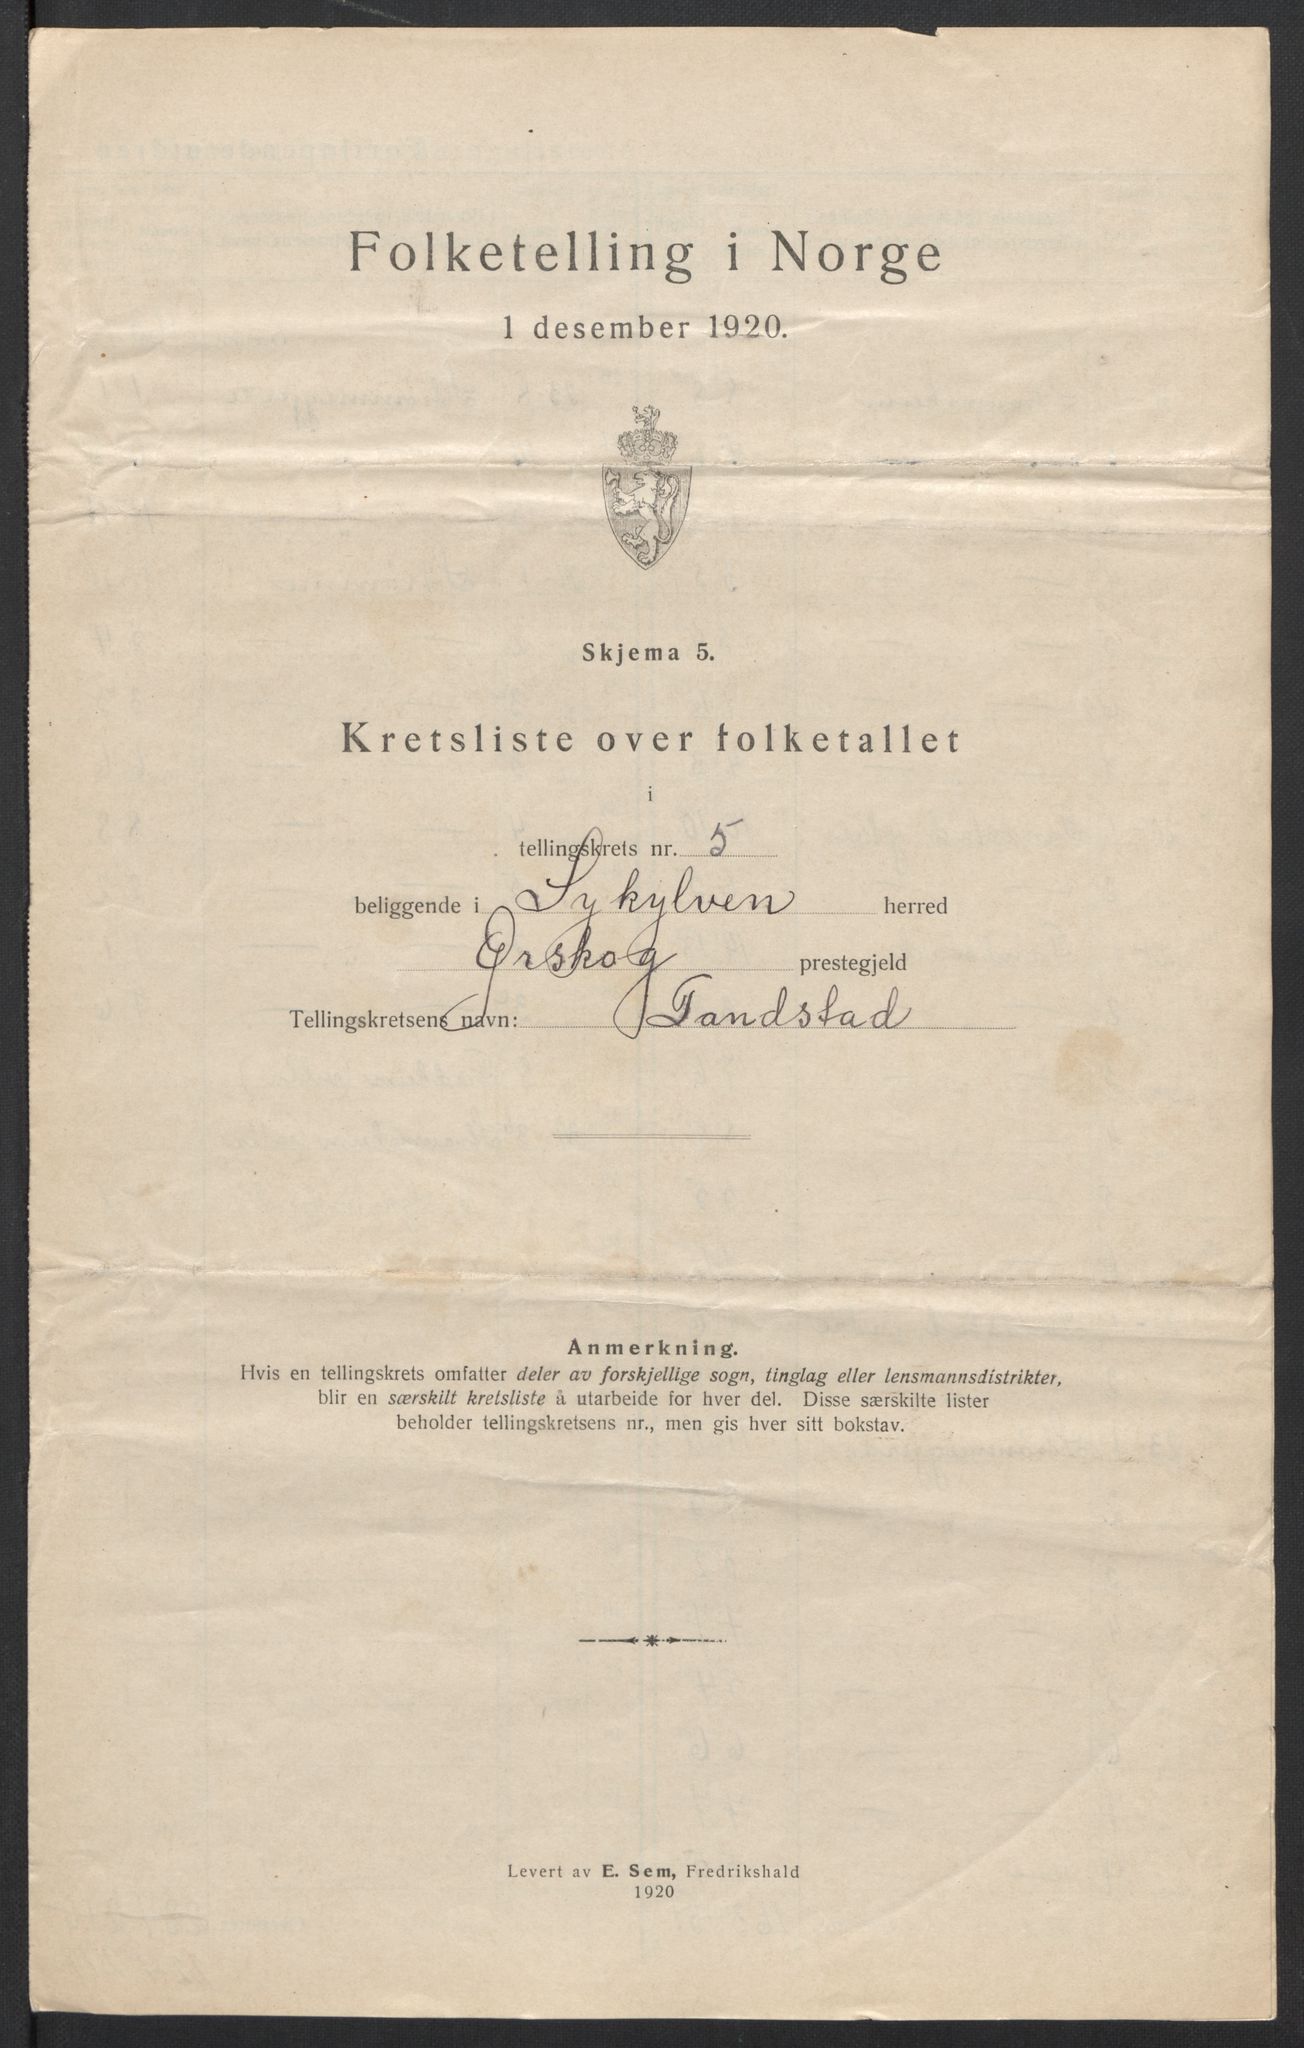 Folketelling i Norge
1 desember 1920.
Skjema 5.
Kretsliste over folketallet
i
tellingskrets nr. 5
beliggende i Sykylven herred
Ørskog prestegjeld
Tellingskretsens navn: Tandstad
Anmerkning.
Hvis en tellingskrets omfatter deler av forskjellige sogn, tinglag eller lensmannsdistrikter,
blir en særskilt kretsliste å utarbeide for hver del. Disse særskilte lister
beholder tellingskretsens nr., men gis hver sitt bokstav.
Levert av E. Sem, Fredrikshald
1920